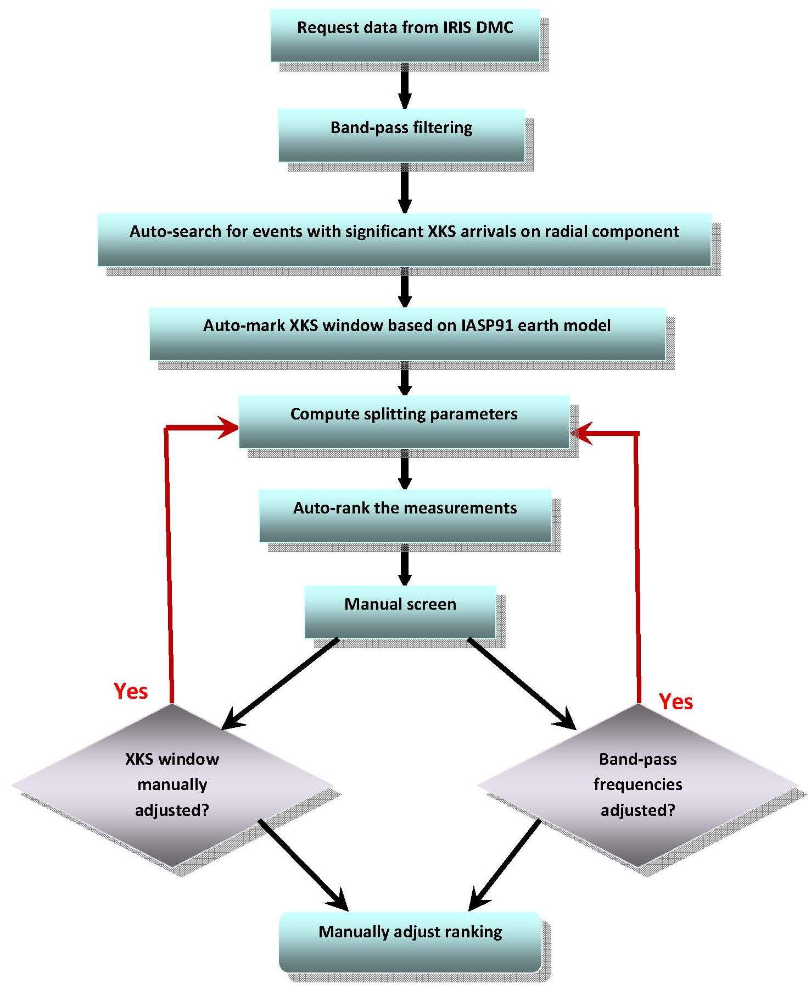 Request data from IRIS DMC
Band-pass filtering
Auto-search for events with significant XKS arrivals on radial component
Auto-mark XKS window based on IASP91 earth model
Compute splitting parameters
Auto-rank the measurements
Manual screen
Yes
Yes
XKS window
manually
adjusted?
Band-pass
frequencies
adjusted?
Manually adjust ranking